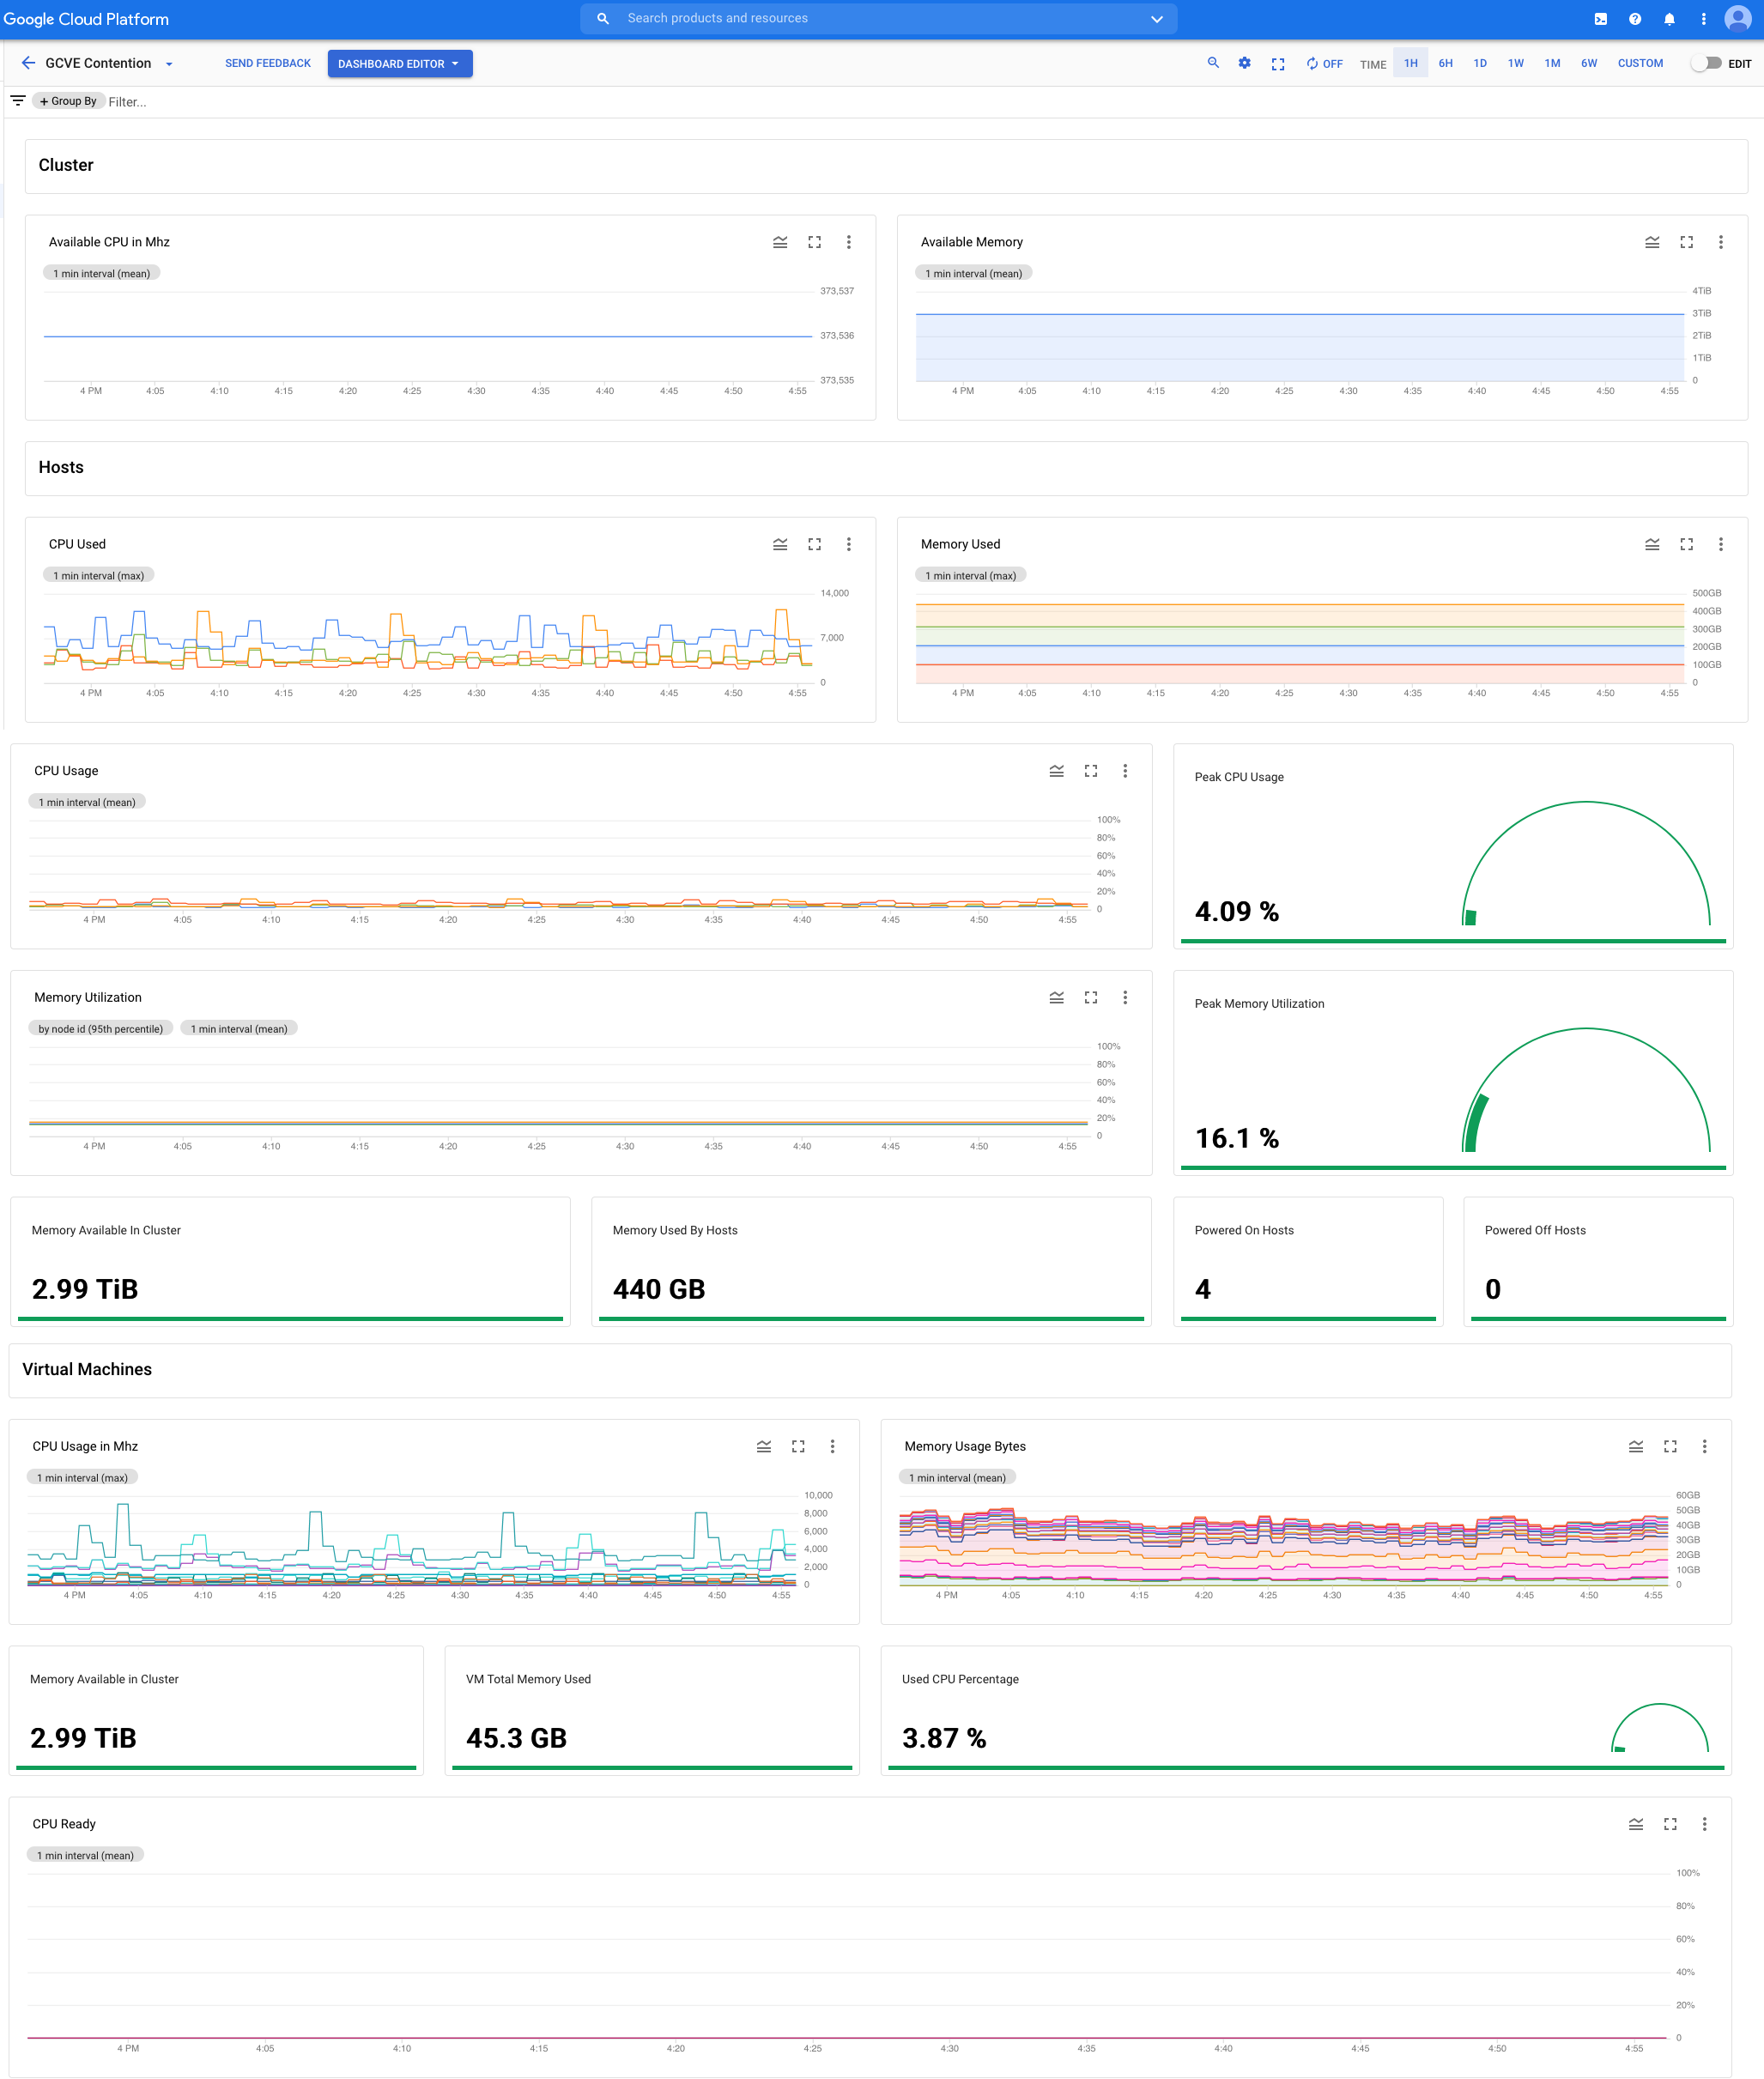 Google Cloud Platform
Search products and resources
GCVE Contention
SEND FEEDBACK
DASHBOARD EDITOR
OFF
TIME
1H
6H
1D
1W
1M
6W
CUSTOM
EDIT
+ Group By
Filter...
Cluster
Available CPU in Mhz
1 min interval (mean)
373,537
373,536
373,535
4 PM 4:05 4:10 4:15 4:20 4:25 4:30 4:35 4:40 4:45 4:50 4:55
Available Memory
1 min interval (mean)
4TiB
3TiB
2TiB
1TiB
0
4 PM 4:05 4:10 4:15 4:20 4:25 4:30 4:35 4:40 4:45 4:50 4:55
Hosts
CPU Used
1 min interval (max)
14,000
7,000
0
4 PM 4:05 4:10 4:15 4:20 4:25 4:30 4:35 4:40 4:45 4:50 4:55
Memory Used
1 min interval (max)
500GB
400GB
300GB
200GB
100GB
0
4 PM 4:05 4:10 4:15 4:20 4:25 4:30 4:35 4:40 4:45 4:50 4:55
CPU Usage
1 min interval (mean)
100%
80%
60%
40%
20%
0
4 PM 4:05 4:10 4:15 4:20 4:25 4:30 4:35 4:40 4:45 4:50 4:55
Peak CPU Usage
4.09 %
Memory Utilization
by node id (95th percentile)
1 min interval (mean)
100%
80%
60%
40%
20%
0
4 PM 4:05 4:10 4:15 4:20 4:25 4:30 4:35 4:40 4:45 4:50 4:55
Peak Memory Utilization
16.1 %
Memory Available In Cluster
2.99 TiB
Memory Used By Hosts
440 GB
Powered On Hosts
4
Powered Off Hosts
0
Virtual Machines
CPU Usage in Mhz
1 min interval (max)
10,000
8,000
6,000
4,000
2,000
0
4 PM 4:05 4:10 4:15 4:20 4:25 4:30 4:35 4:40 4:45 4:50 4:55
Memory Usage Bytes
1 min interval (mean)
60GB
50GB
40GB
30GB
20GB
10GB
0
4 PM 4:05 4:10 4:15 4:20 4:25 4:30 4:35 4:40 4:45 4:50 4:55
Memory Available in Cluster
2.99 TiB
VM Total Memory Used
45.3 GB
Used CPU Percentage
3.87 %
CPU Ready
1 min interval (mean)
100%
80%
60%
40%
20%
0
4 PM 4:05 4:10 4:15 4:20 4:25 4:30 4:35 4:40 4:45 4:50 4:55